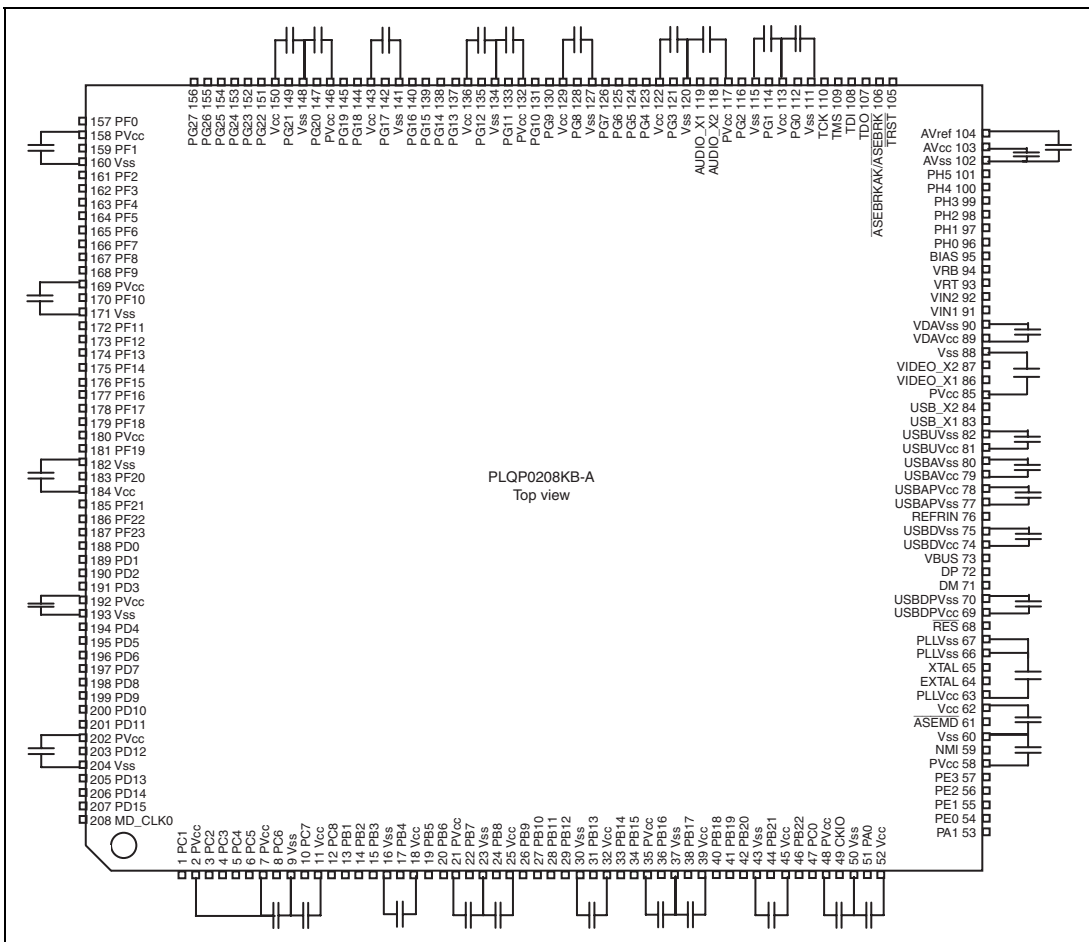 PG27 156
PG26 155
PG25 154
PG24 153
PG23 152
PG22 151
Vcc 150
PG21 149
Vss 148
PG20 147
PVcc 146
PG19 145
PG18 144
Vcc 143
PG17 142
Vss 141
PG16 140
PG15 139
PG14 138
PG13 137
Vcc 136
PG12 135
Vss 134
PG11 133
PVcc 132
PG10 131
PG9 130
Vcc 129
PG8 128
Vss 127
PG7 126
PG6 125
PG5 124
PG4 123
Vcc 122
PG3 121
Vss 120
AUDIO_X1 119
AUDIO_X2 118
PVcc 117
PG2 116
Vss 115
PG1 114
Vcc 113
PG0 112
Vss 111
TCK 110
TMS 109
TDI 108
TDO 107
ASEBRKAK/ASEBRK 106
TRST 105
157 PF0
158 PVcc
159 PF1
160 Vss
161 PF2
162 PF3
163 PF4
164 PF5
165 PF6
166 PF7
167 PF8
168 PF9
169 PVcc
170 PF10
171 Vss
172 PF11
173 PF12
174 PF13
175 PF14
176 PF15
177 PF16
178 PF17
179 PF18
180 PVcc
181 PF19
182 Vss
183 PF20
184 Vcc
185 PF21
186 PF22
187 PF23
188 PD0
189 PD1
190 PD2
191 PD3
192 PVcc
193 Vss
194 PD4
195 PD5
196 PD6
197 PD7
198 PD8
199 PD9
200 PD10
201 PD11
202 PVcc
203 PD12
204 Vss
205 PD13
206 PD14
207 PD15
208 MD_CLK0
PLQP0208KB-A
Top view
AVref 104
AVcc 103
AVss 102
PH5 101
PH4 100
PH3 99
PH2 98
PH1 97
PH0 96
BIAS 95
VRB 94
VRT 93
VIN2 92
VIN1 91
VDAVss 90
VDAVcc 89
Vss 88
VIDEO_X2 87
VIDEO_X1 86
PVcc 85
USB_X2 84
USB_X1 83
USBUVss 82
USBUVcc 81
USBAVss 80
USBAVcc 79
USBAPVcc 78
USBAPVss 77
REFRIN 76
USBDVss 75
USBDVcc 74
VBUS 73
DP 72
DM 71
USBDPVss 70
USBDPVcc 69
RES 68
PLLVss 67
PLLVss 66
XTAL 65
EXTAL 64
PLLVcc 63
Vcc 62
ASEMD 61
Vss 60
NMI 59
PVcc 58
PE3 57
PE2 56
PE1 55
PE0 54
PA1 53
1 PC1
2 PVcc
3 PC2
4 PC3
5 PC4
6 PC5
7 PVcc
8 PC6
9 Vss
10 PC7
11 Vcc
12 PC8
13 PB1
14 PB2
15 PB3
16 Vss
17 PB4
18 Vcc
19 PB5
20 PB6
21 PVcc
22 PB7
23 Vss
24 PB8
25 Vcc
26 PB9
27 PB10
28 PB11
29 PB12
30 Vss
31 PB13
32 Vcc
33 PB14
34 PB15
35 PVcc
36 PB16
37 Vss
38 PB17
39 Vcc
40 PB18
41 PB19
42 PB20
43 Vss
44 PB21
45 Vcc
46 PB22
47 PC0
48 PVcc
49 CKIO
50 Vss
51 PA0
52 Vcc